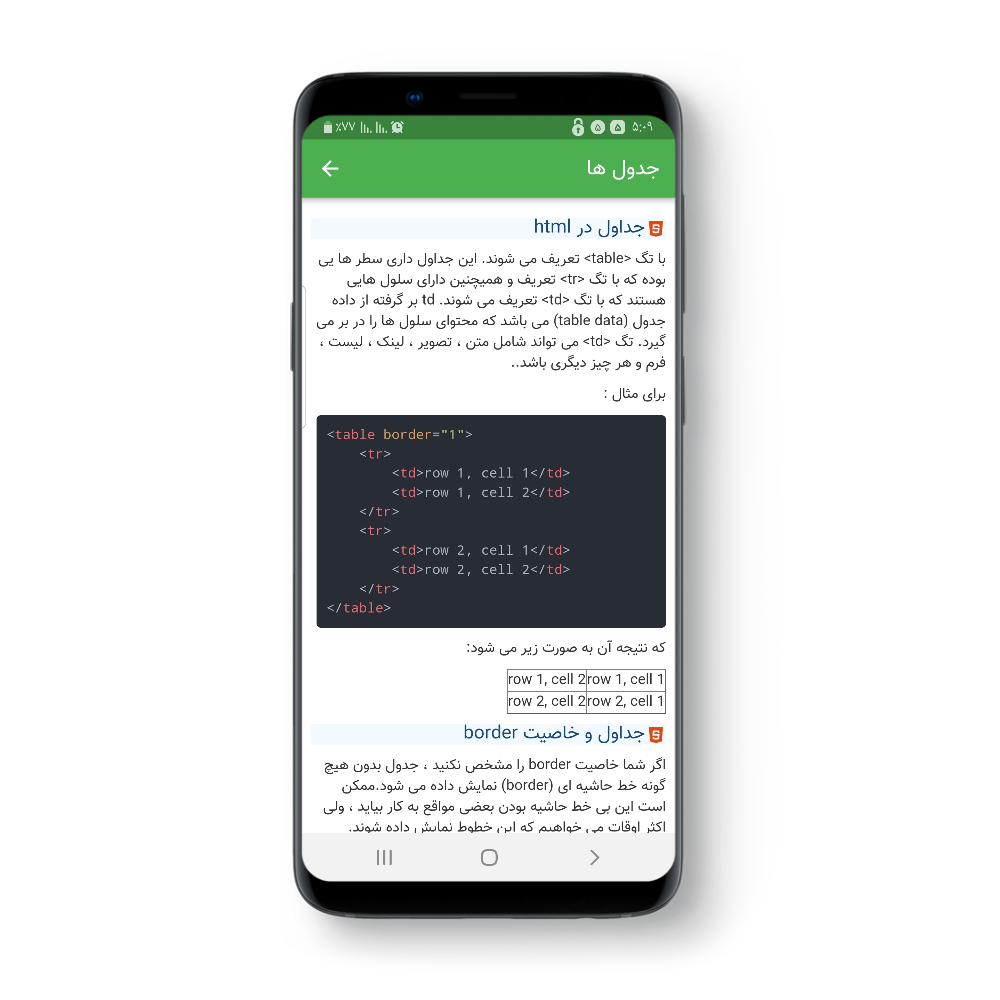 ٪۷۷ ۵ ۵ ۵:۰۹
جدول ها
جداول در html
با تگ <table> تعریف می شوند. این جداول داری سطر ها یی
بوده که با تگ <tr> تعریف و همیچنین دارای سلول هایی
هستند که با تگ <td> تعریف می شوند. td بر گرفته از داده
جدول (table data) می باشد که محتوای سلول ها را در بر می
گیرد. تگ <td> می تواند شامل متن ، تصویر ، لینک ، لیست ،
فرم و هر چیز دیگری باشد..
برای مثال :
<table border="1">
    <tr>
        <td>row 1, cell 1</td>
        <td>row 1, cell 2</td>
    </tr>
    <tr>
        <td>row 2, cell 1</td>
        <td>row 2, cell 2</td>
    </tr>
</table>
که نتیجه آن به صورت زیر می شود:
row 1, cell 2 row 1, cell 1
row 2, cell 2 row 2, cell 1
جداول و خاصیت border
اگر شما خاصیت border را مشخص نکنید ، جدول بدون هیچ
گونه خط حاشیه ای (border) نمایش داده می شود.ممکن
است این بی خط حاشیه بودن بعضی مواقع به کار بیاید ، ولی
اکثر اوقات می خواهیم که این خطوط نمایش داده شوند.